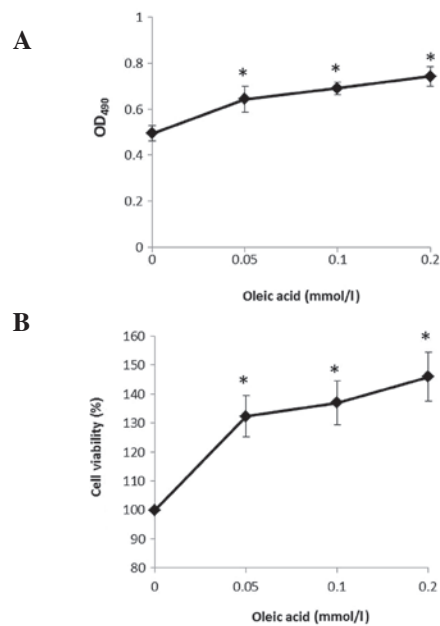 A
1
0.8
*
*
*
0.6
OD490
0.4
0.2
0
0 0.05 0.1 0.2
Oleic acid (mmol/l)
B
160
*
150
*
140
*
130
120
Cell viability (%)
110
100
90
80
0 0.05 0.1 0.2
Oleic acid (mmol/l)